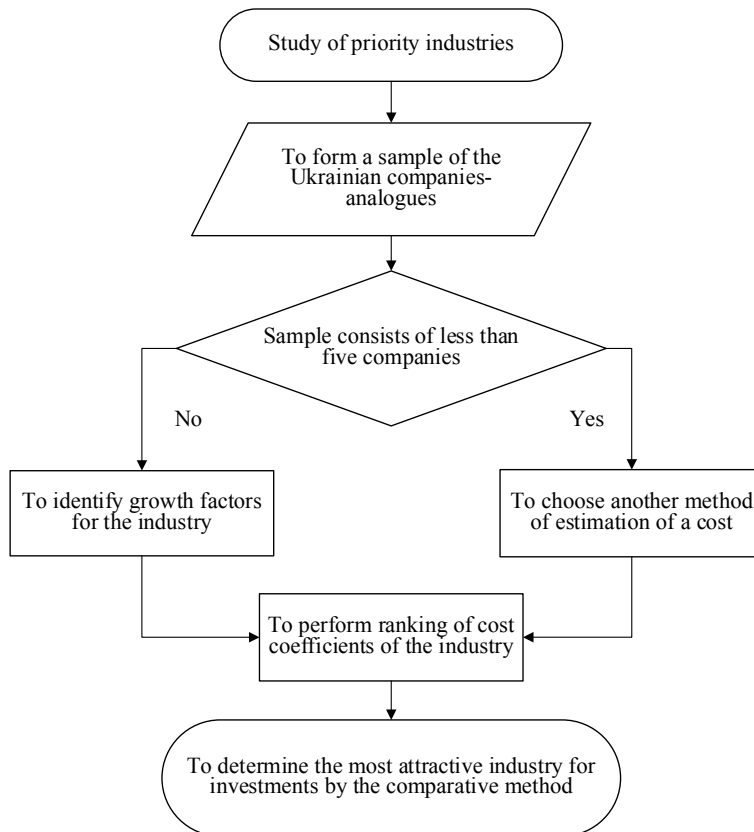 Study of priority industries
To form a sample of the
Ukrainian companies-
analogues
Sample consists of less than
five companies
No
Yes
To identify growth factors
for the industry
To choose another method
of estimation of a cost
To perform ranking of cost
coefficients of the industry
To determine the most attractive industry for
investments by the comparative method